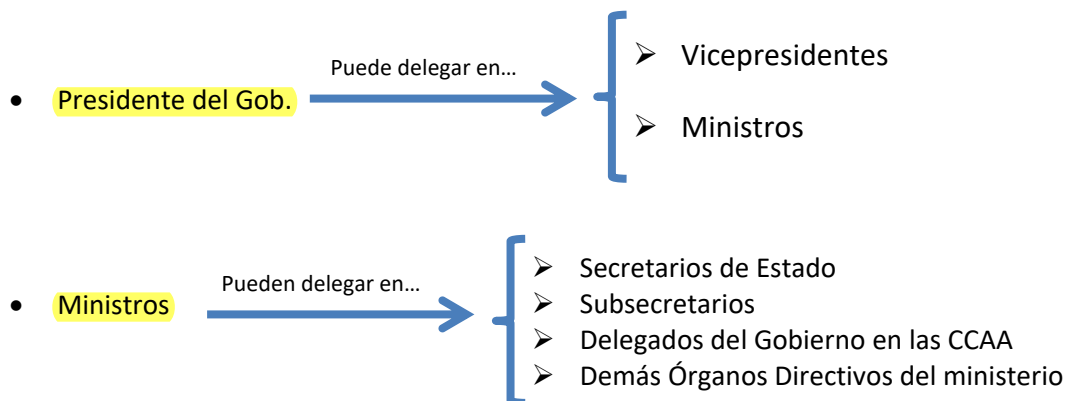 Puede delegar en…
• Presidente del Gob.
➢ Vicepresidentes
➢ Ministros
Pueden delegar en…
• Ministros
➢ Secretarios de Estado
➢ Subsecretarios
➢ Delegados del Gobierno en las CCAA
➢ Demás Órganos Directivos del ministerio